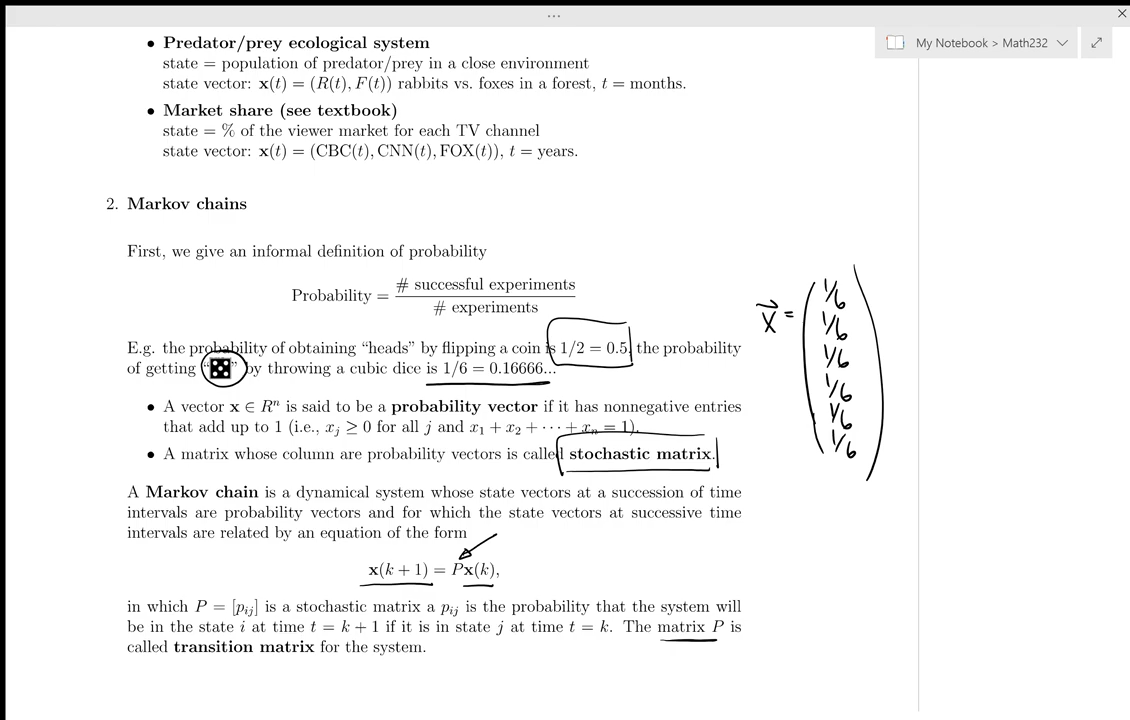 ...
My Notebook > Math232
• Predator/prey ecological system
state = population of predator/prey in a close environment
state vector: x(t) = (R(t), F(t)) rabbits vs. foxes in a forest, t = months.
• Market share (see textbook)
state = % of the viewer market for each TV channel
state vector: x(t) = (CBC(t), CNN(t), FOX(t)), t = years.
2. Markov chains
First, we give an informal definition of probability
Probability = # successful experiments / # experiments
E.g. the probability of obtaining “heads” by flipping a coin is 1/2 = 0.5, the probability
of getting “⚄” by throwing a cubic dice is 1/6 = 0.16666...
• A vector x ∈ Rⁿ is said to be a probability vector if it has nonnegative entries
that add up to 1 (i.e., xⱼ ≥ 0 for all j and x₁ + x₂ + ··· + xₙ = 1).
• A matrix whose column are probability vectors is called stochastic matrix.
A Markov chain is a dynamical system whose state vectors at a succession of time
intervals are probability vectors and for which the state vectors at successive time
intervals are related by an equation of the form
x(k + 1) = Px(k),
in which P = [pᵢⱼ] is a stochastic matrix a pᵢⱼ is the probability that the system will
be in the state i at time t = k + 1 if it is in state j at time t = k. The matrix P is
called transition matrix for the system.
x⃗ =
1/6
1/6
1/6
1/6
1/6
1/6